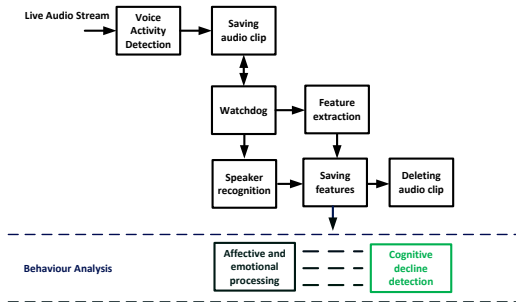 Live Audio Stream
Voice
Activity
Detection
Saving
audio clip
Watchdog
Feature
extraction
Speaker
recognition
Saving
features
Deleting
audio clip
Behaviour Analysis
Affective and
emotional
processing
Cognitive
decline
detection